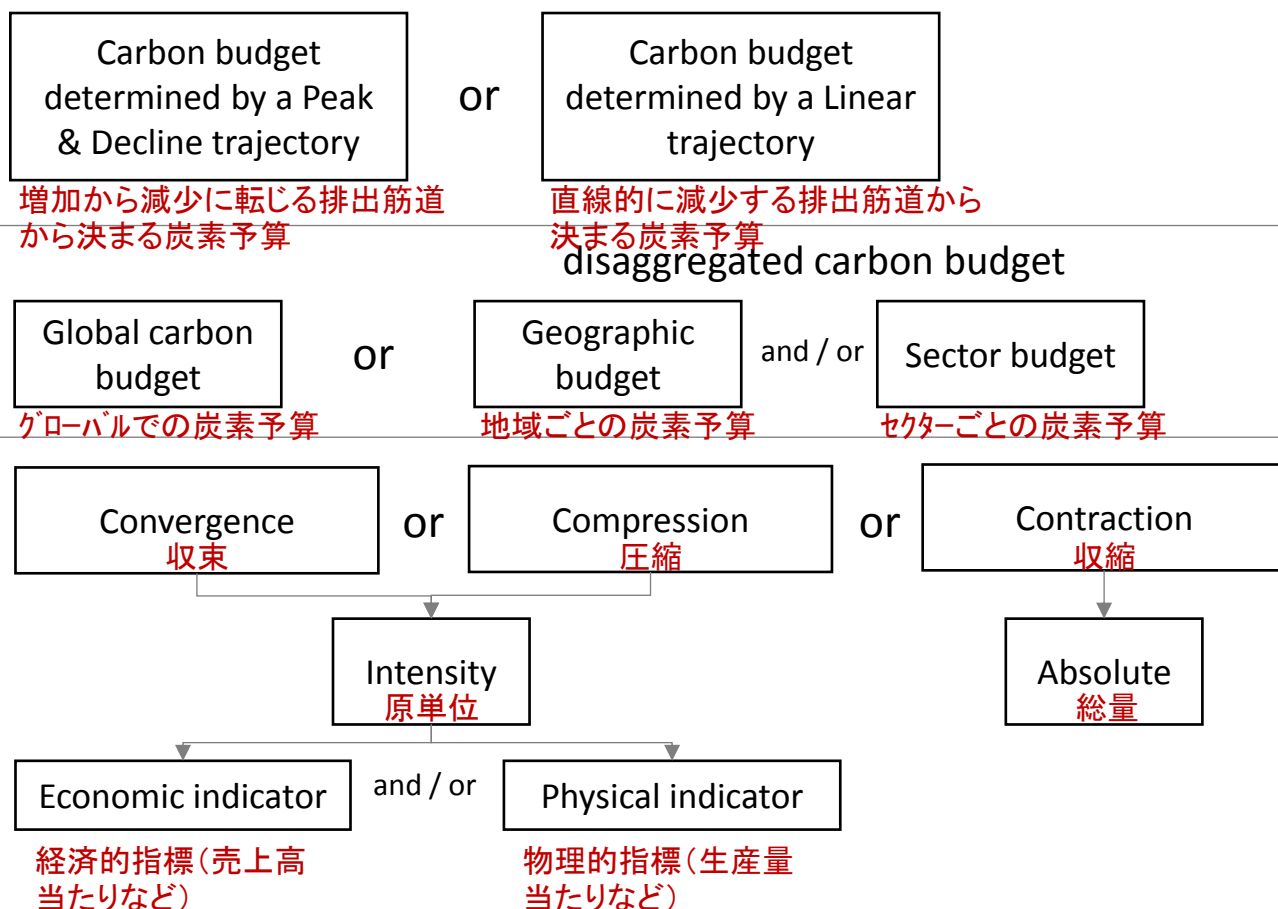 Carbon budget
determined by a Peak
& Decline trajectory
or
Carbon budget
determined by a Linear
trajectory
増加から減少に転じる排出筋道
から決まる炭素予算
直線的に減少する排出筋道から
決まる炭素予算
disaggregated carbon budget
Global carbon
budget
or
Geographic
budget
and / or
Sector budget
グローバルでの炭素予算
地域ごとの炭素予算
セクターごとの炭素予算
Convergence
収束
or
Compression
圧縮
or
Contraction
収縮
Intensity
原単位
Absolute
総量
Economic indicator
and / or
Physical indicator
経済的指標（売上高
当たりなど）
物理的指標（生産量
当たりなど）